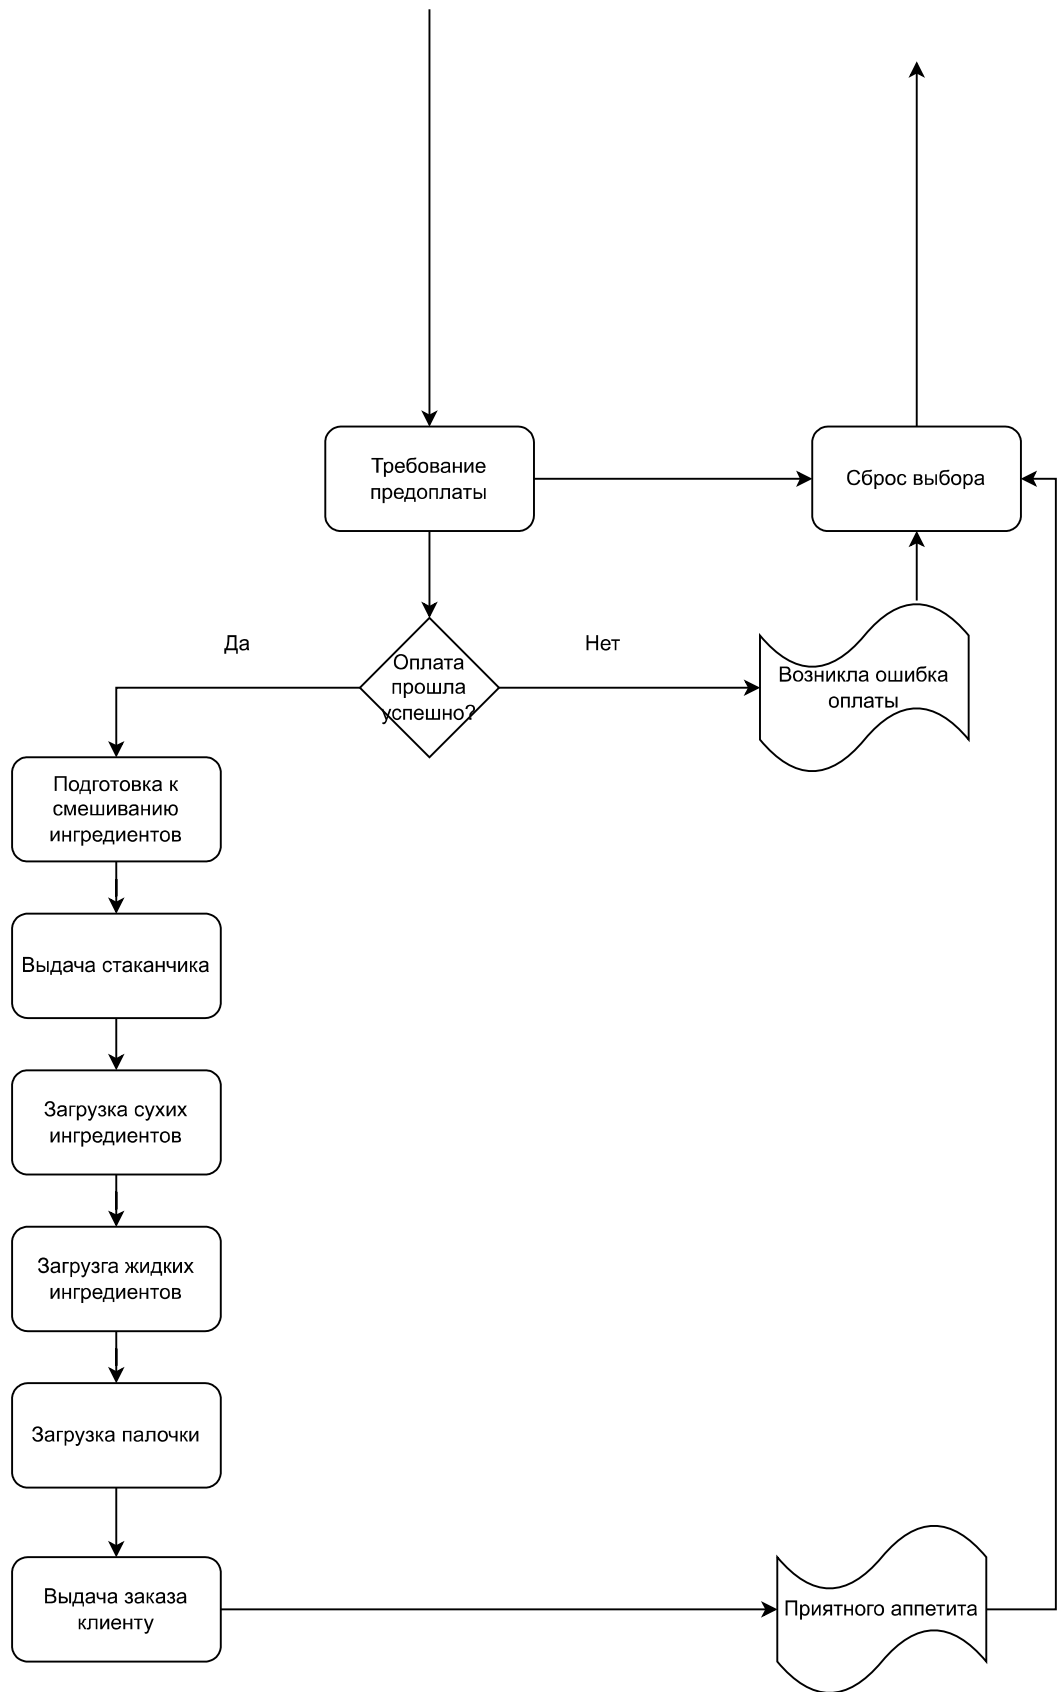 Требование
предоплаты
Сброс выбора
Да
Оплата
прошла
успешно?
Нет
Возникла ошибка
оплаты
Подготовка к
смешиванию
ингредиентов
Выдача стаканчика
Загрузка сухих
ингредиентов
Загрузга жидких
ингредиентов
Загрузка палочки
Выдача заказа
клиенту
Приятного аппетита